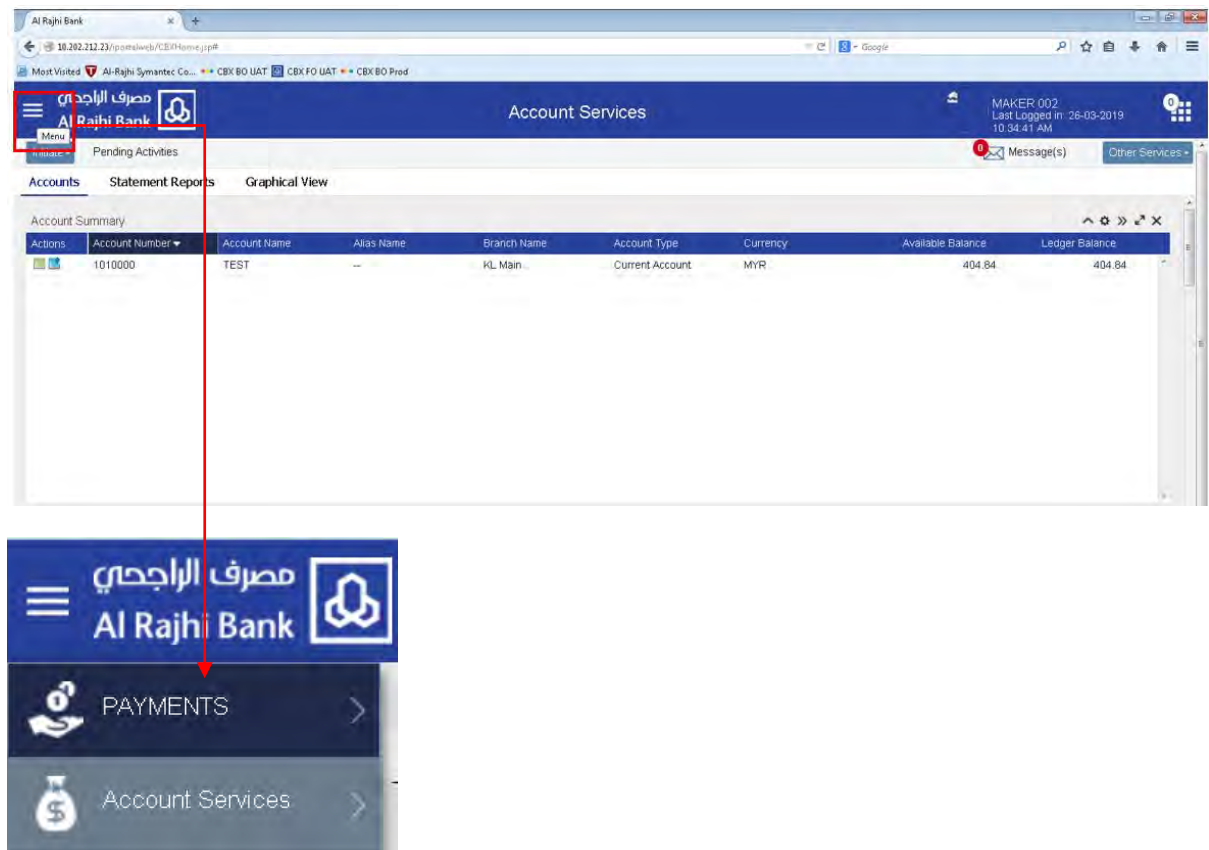 Al Rajhi Bank
10.202.212.23/iportalweb/CBXHome.jsp#
Google
Most Visited Al-Rajhi Symantec Co... CBX BO UAT CBX FO UAT CBX BO Prod
مصرف الراجحي
Al Rajhi Bank
Menu
Account Services
MAKER 002
Last Logged in: 26-03-2019
10:34:41 AM
0
Initiate Pending Activities
0 Message(s) Other Services
Accounts Statement Reports Graphical View
Account Summary
Actions Account Number Account Name Alias Name Branch Name Account Type Currency Available Balance Ledger Balance
1010000 TEST -- KL Main Current Account MYR 404.84 404.84
مصرف الراجحي
Al Rajhi Bank
PAYMENTS
Account Services